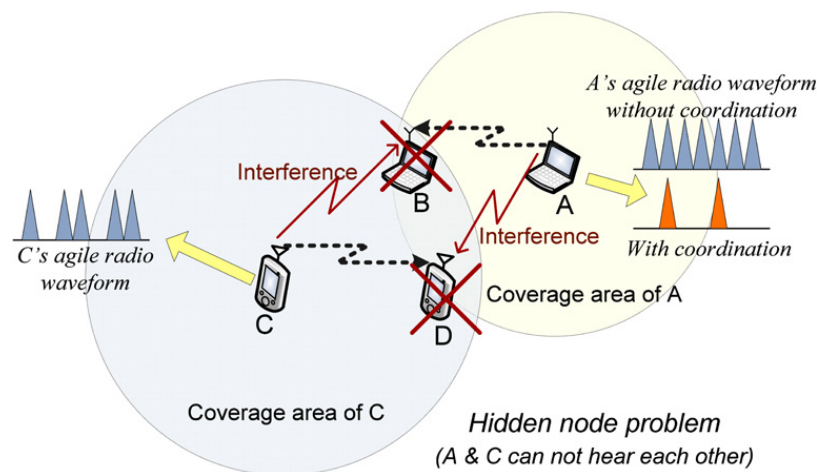 A's agile radio waveform
without coordination
Interference
B
A
With coordination
Interference
C's agile radio
waveform
C
D
Coverage area of A
Coverage area of C
Hidden node problem
(A & C can not hear each other)